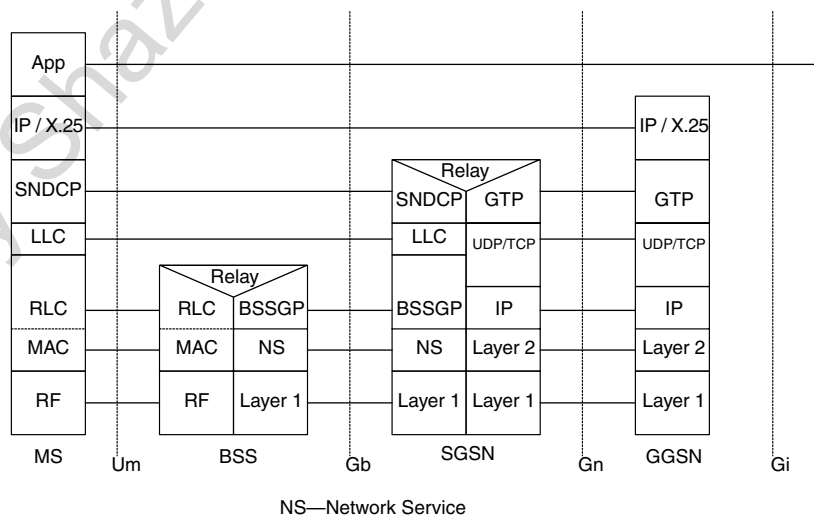 App
IP / X.25
IP / X.25
Relay
SNDCP
SNDCP
GTP
GTP
LLC
LLC
UDP/TCP
UDP/TCP
Relay
RLC
RLC
BSSGP
BSSGP
IP
IP
MAC
MAC
NS
NS
Layer 2
Layer 2
RF
RF
Layer 1
Layer 1
Layer 1
Layer 1
MS
Um
BSS
Gb
SGSN
Gn
GGSN
Gi
NS—Network Service
y Shaz